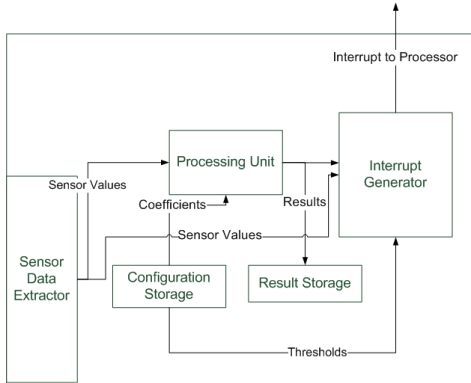 Interrupt to Processor
Processing Unit
Interrupt
Generator
Sensor Values
Coefficients
Results
Sensor Values
Sensor
Data
Extractor
Configuration
Storage
Result Storage
Thresholds